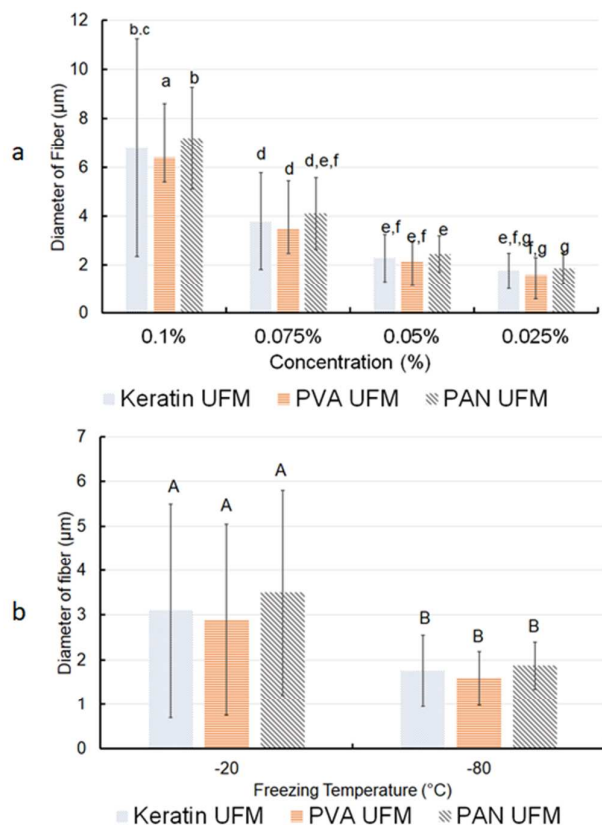 12
b.c
10
a
b
8
d
d
d,e,f
6
4
e,f
e,f
e
e,f,g
f,g
g
2
0
a
Diameter of Fiber (µm)
0.1%
0.075%
0.05%
0.025%
Concentration (%)
Keratin UFM
PVA UFM
PAN UFM
7
6
A
A
A
5
4
3
B
B
B
2
1
0
b
Diameter of fiber (µm)
-20
-80
Freezing Temperature (°C)
Keratin UFM
PVA UFM
PAN UFM